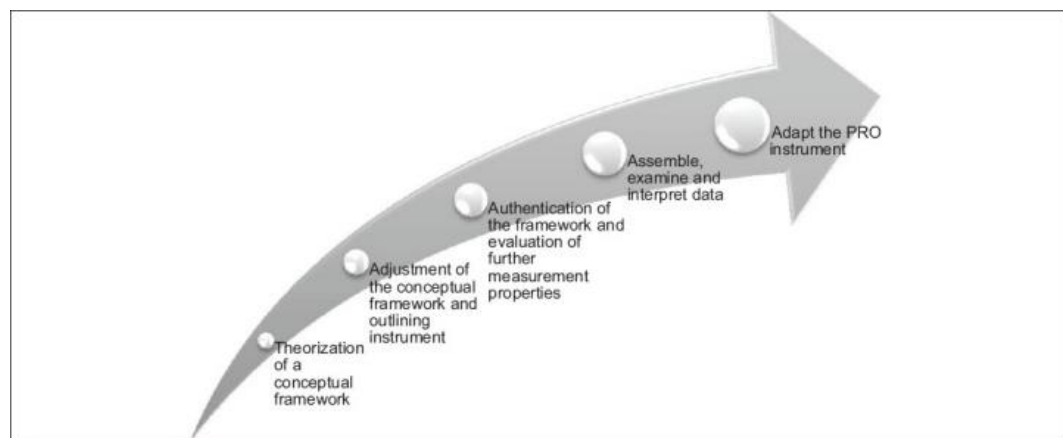 Theorization
of a
conceptual
framework
Adjustment of
the conceptual
framework and
outlining
instrument
Authentication of
the framework and
evaluation of
further
measurement
properties
Assemble,
examine and
interpret data
Adapt the PRO
instrument